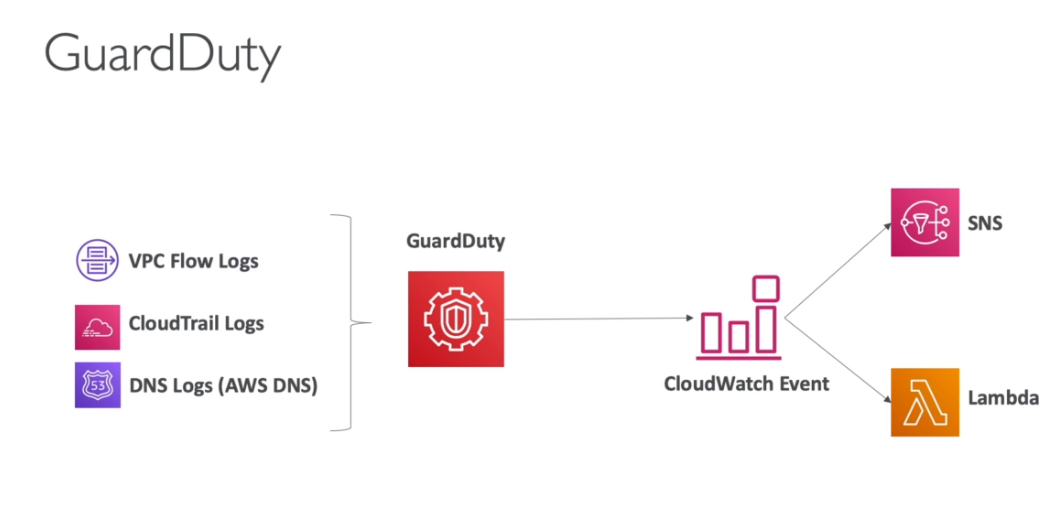 GuardDuty
VPC Flow Logs
CloudTrail Logs
53
DNS Logs (AWS DNS)
GuardDuty
CloudWatch Event
SNS
Lambda